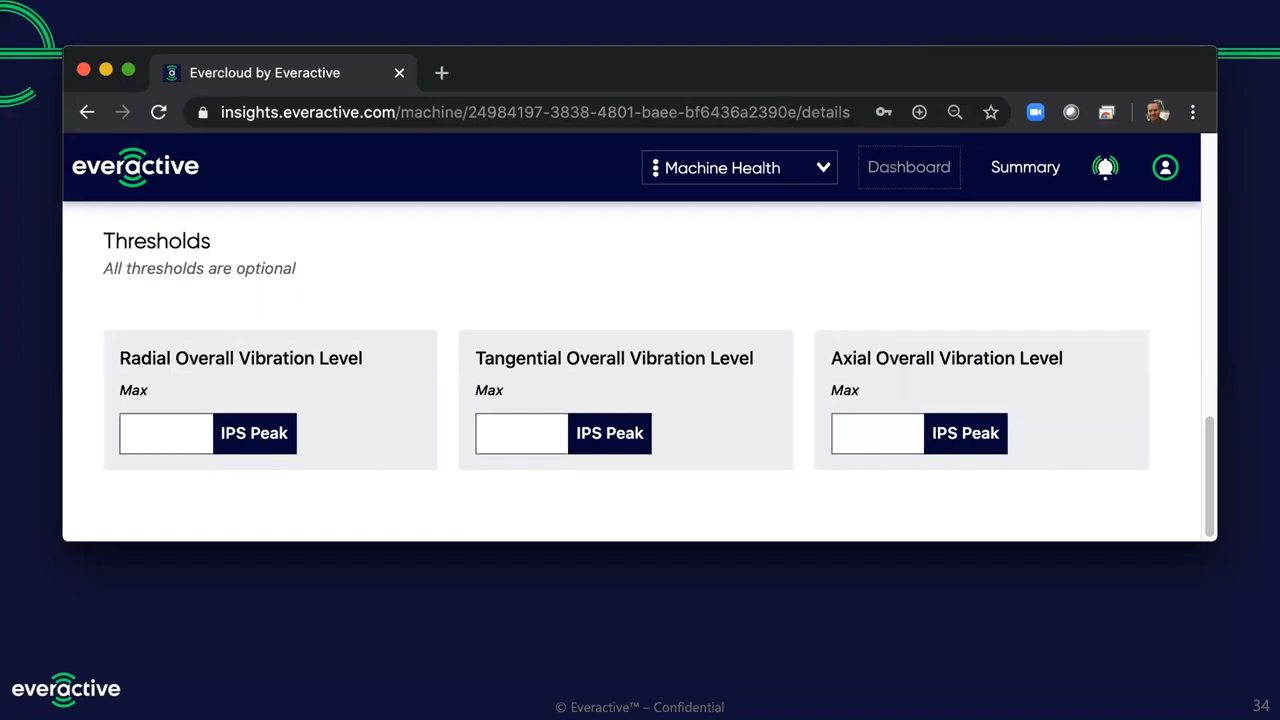 Evercloud by Everactive
insights.everactive.com/machine/24984197-3838-4801-baee-bf6436a2390e/details
everactive
Machine Health
Dashboard
Summary
Thresholds
All thresholds are optional
Radial Overall Vibration Level
Max
IPS Peak
Tangential Overall Vibration Level
Max
IPS Peak
Axial Overall Vibration Level
Max
IPS Peak
everactive
© Everactive™ – Confidential
34